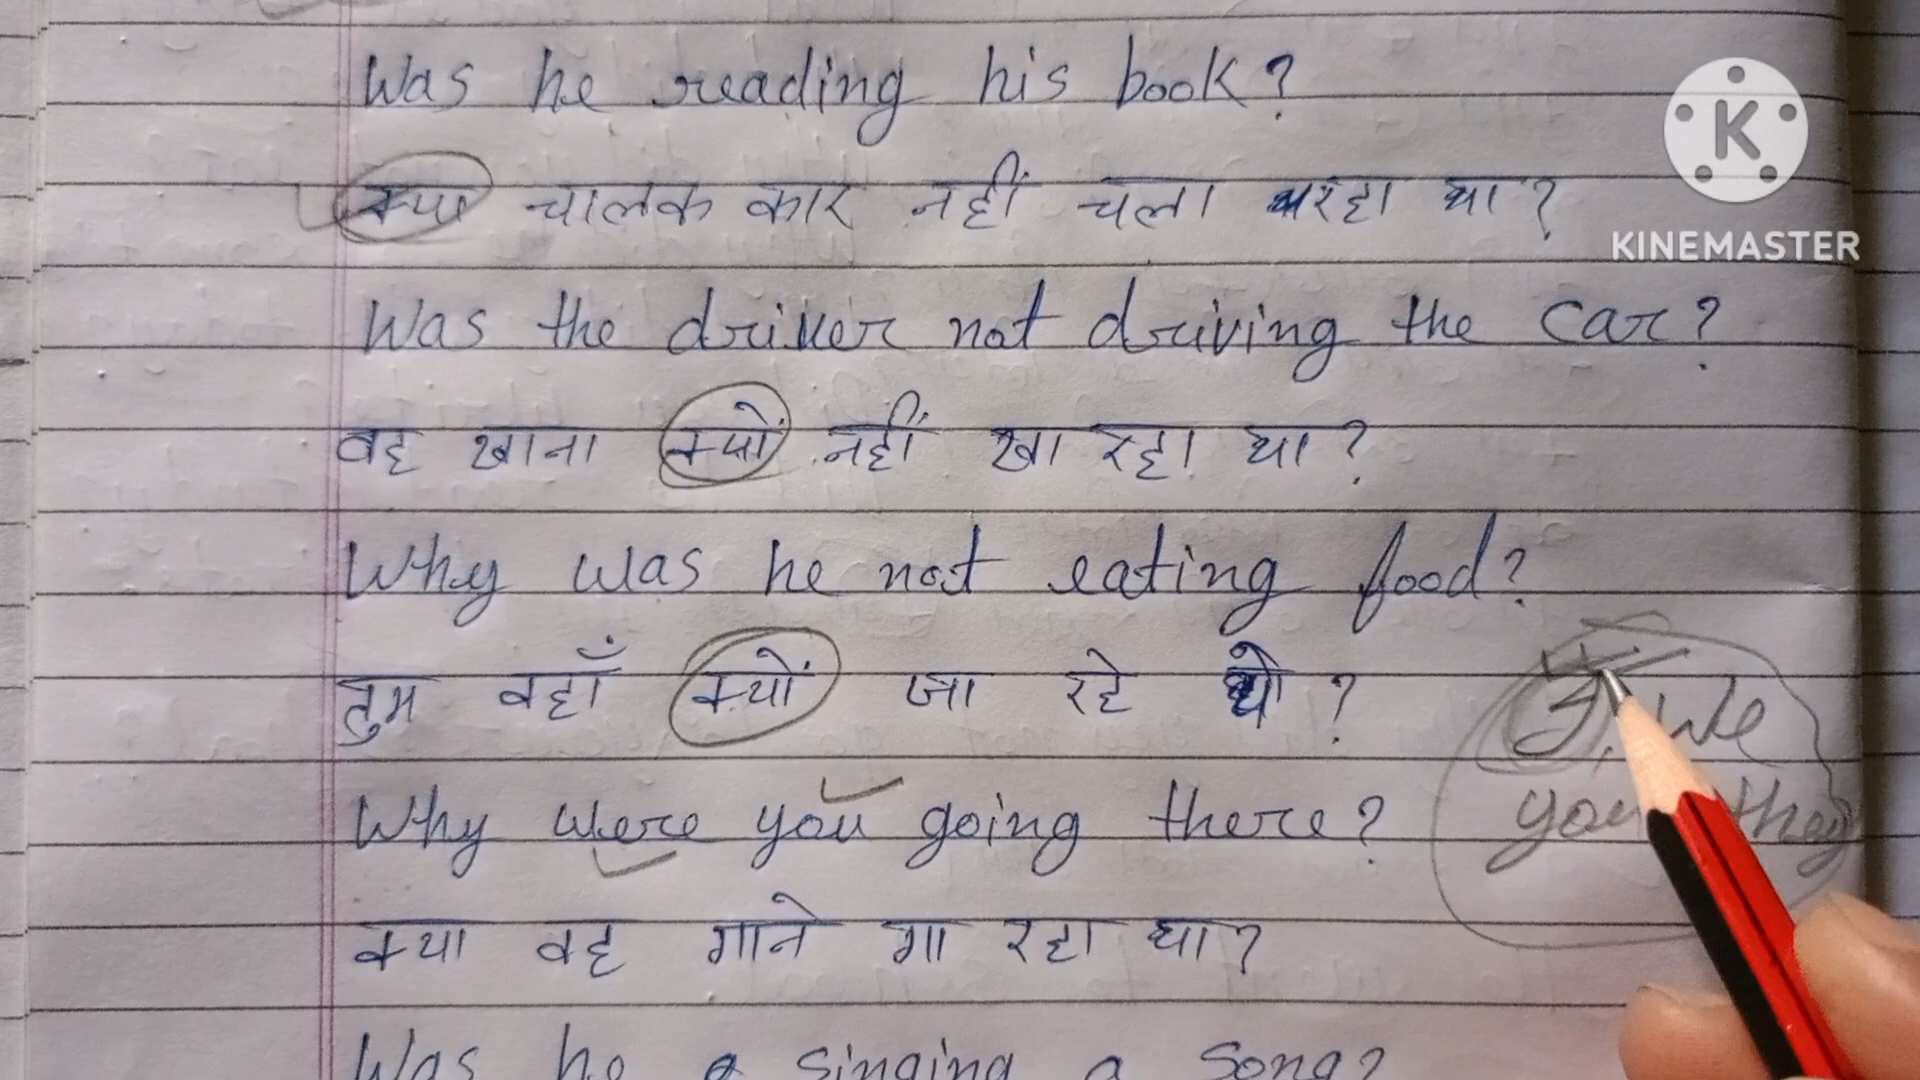 Was he reading his book?
क्या चालक कार नहीं चला रहा था?
Was the driver not driving the car?
वह खाना क्यों नहीं खा रहा था?
Why was he not eating food?
तुम वहाँ क्यों जा रहे थे?
Why were you going there?
क्या वह गाने गा रहा था?
Was he singing a song?
I, we
you they
K
KINEMASTER